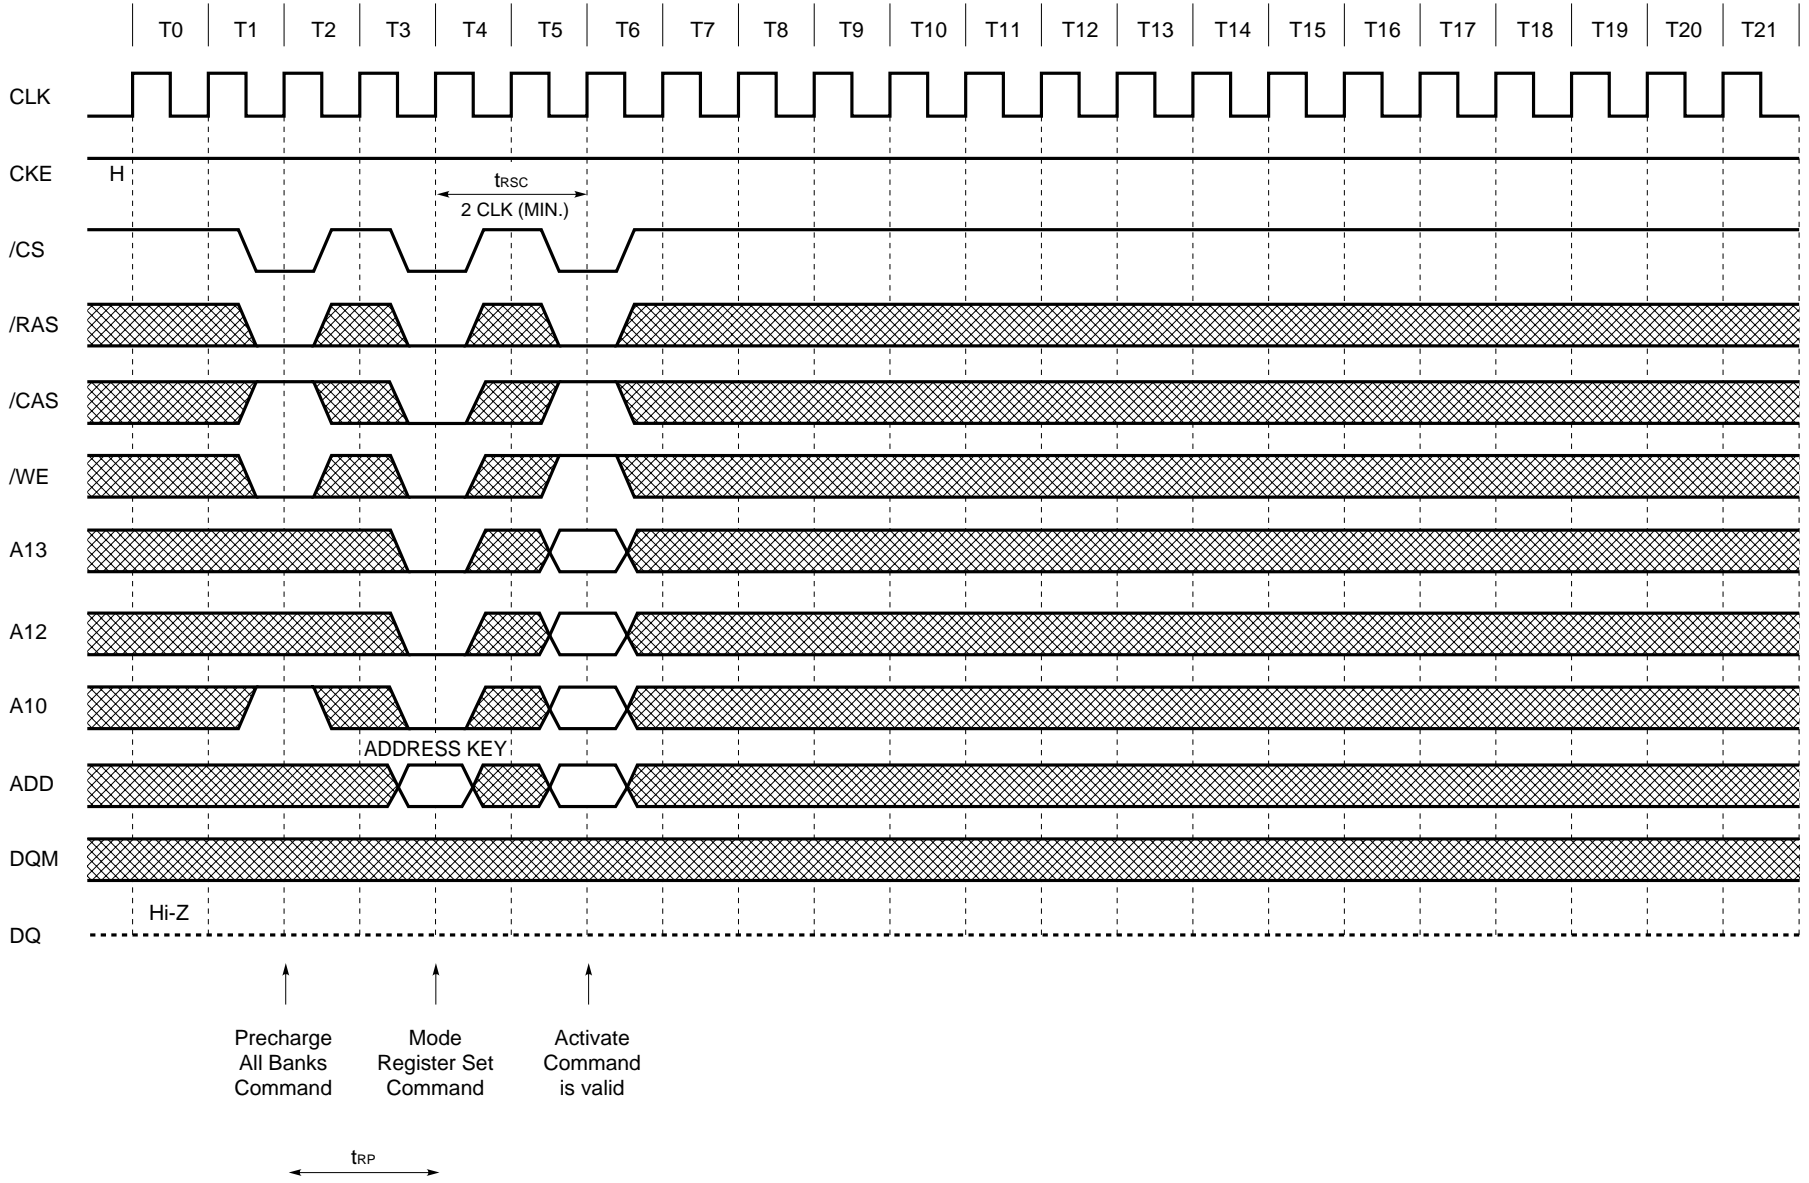 T0 T1 T2 T3 T4 T5 T6 T7 T8 T9 T10 T11 T12 T13 T14 T15 T16 T17 T18 T19 T20 T21
CLK
CKE H
tRSC
2 CLK (MIN.)
/CS
/RAS
/CAS
/WE
A13
A12
A10
ADDRESS KEY
ADD
DQM
Hi-Z
DQ
Precharge
All Banks
Command
Mode
Register Set
Command
Activate
Command
is valid
tRP